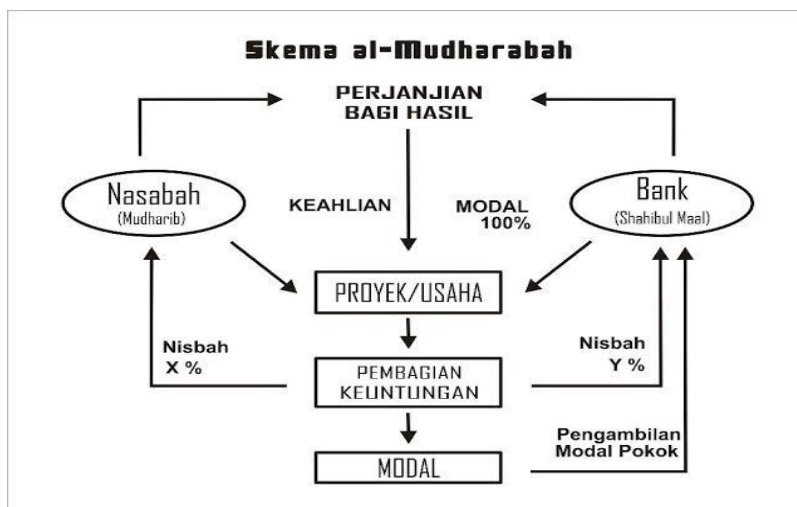 Skema al-Mudharabah
PERJANJIAN
BAGI HASIL
Nasabah
(Mudharib)
KEAHLIAN
MODAL
100%
Bank
(Shahibul Maal)
PROYEK/USAHA
Nisbah
X %
PEMBAGIAN
KEUNTUNGAN
Nisbah
Y %
MODAL
Pengambilan
Modal Pokok